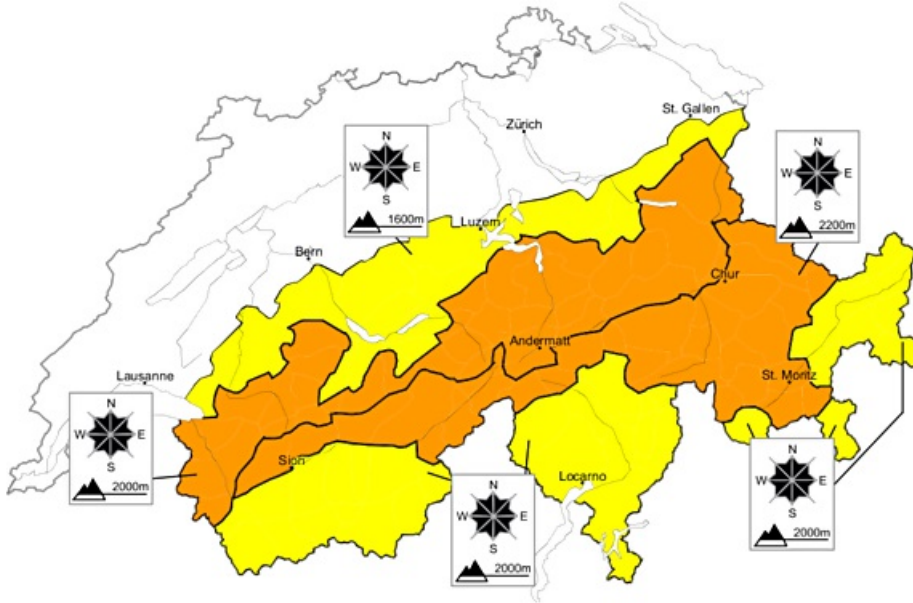 St. Gallen
Zürich
N
W E
S
1600m
N
W E
S
2200m
Luzern
Bern
Chur
Andermatt
Lausanne
St. Moritz
N
W E
S
2000m
Sion
Locarno
N
W E
S
2000m
N
W E
S
2000m